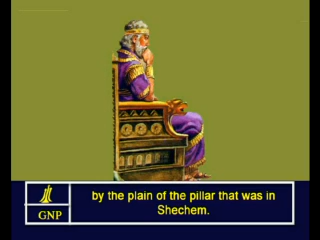 by the plain of the pillar that was in
Shechem.
GNP